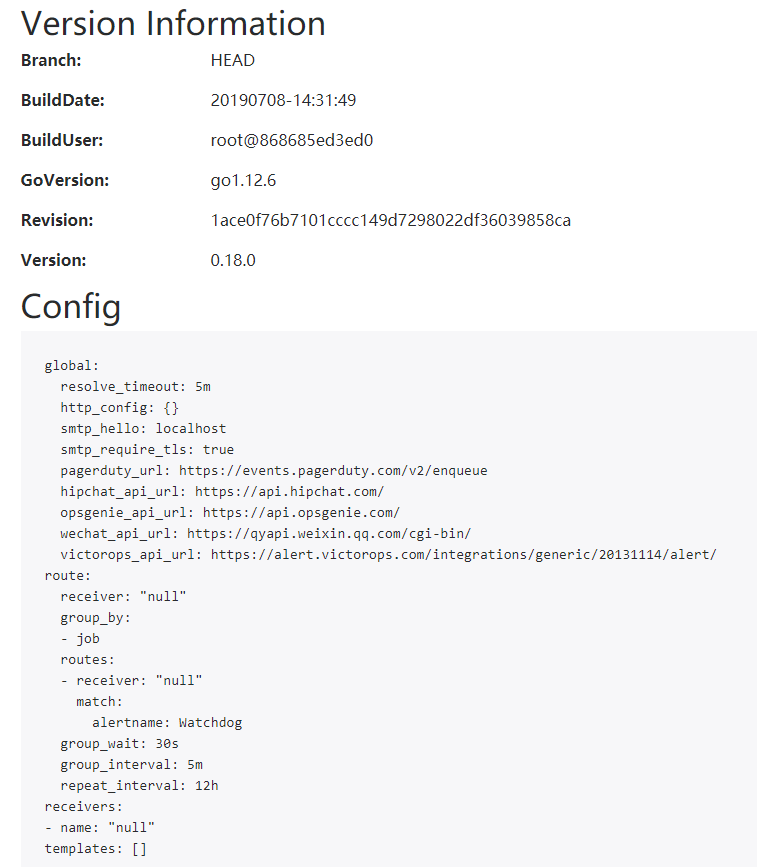 Version Information
Branch: HEAD
BuildDate: 20190708-14:31:49
BuildUser: root@868685ed3ed0
GoVersion: go1.12.6
Revision: 1ace0f76b7101cccc149d7298022df36039858ca
Version: 0.18.0
Config
global:
  resolve_timeout: 5m
  http_config: {}
  smtp_hello: localhost
  smtp_require_tls: true
  pagerduty_url: https://events.pagerduty.com/v2/enqueue
  hipchat_api_url: https://api.hipchat.com/
  opsgenie_api_url: https://api.opsgenie.com/
  wechat_api_url: https://qyapi.weixin.qq.com/cgi-bin/
  victorops_api_url: https://alert.victorops.com/integrations/generic/20131114/alert/
route:
  receiver: "null"
  group_by:
  - job
  routes:
  - receiver: "null"
    match:
      alertname: Watchdog
  group_wait: 30s
  group_interval: 5m
  repeat_interval: 12h
receivers:
- name: "null"
templates: []